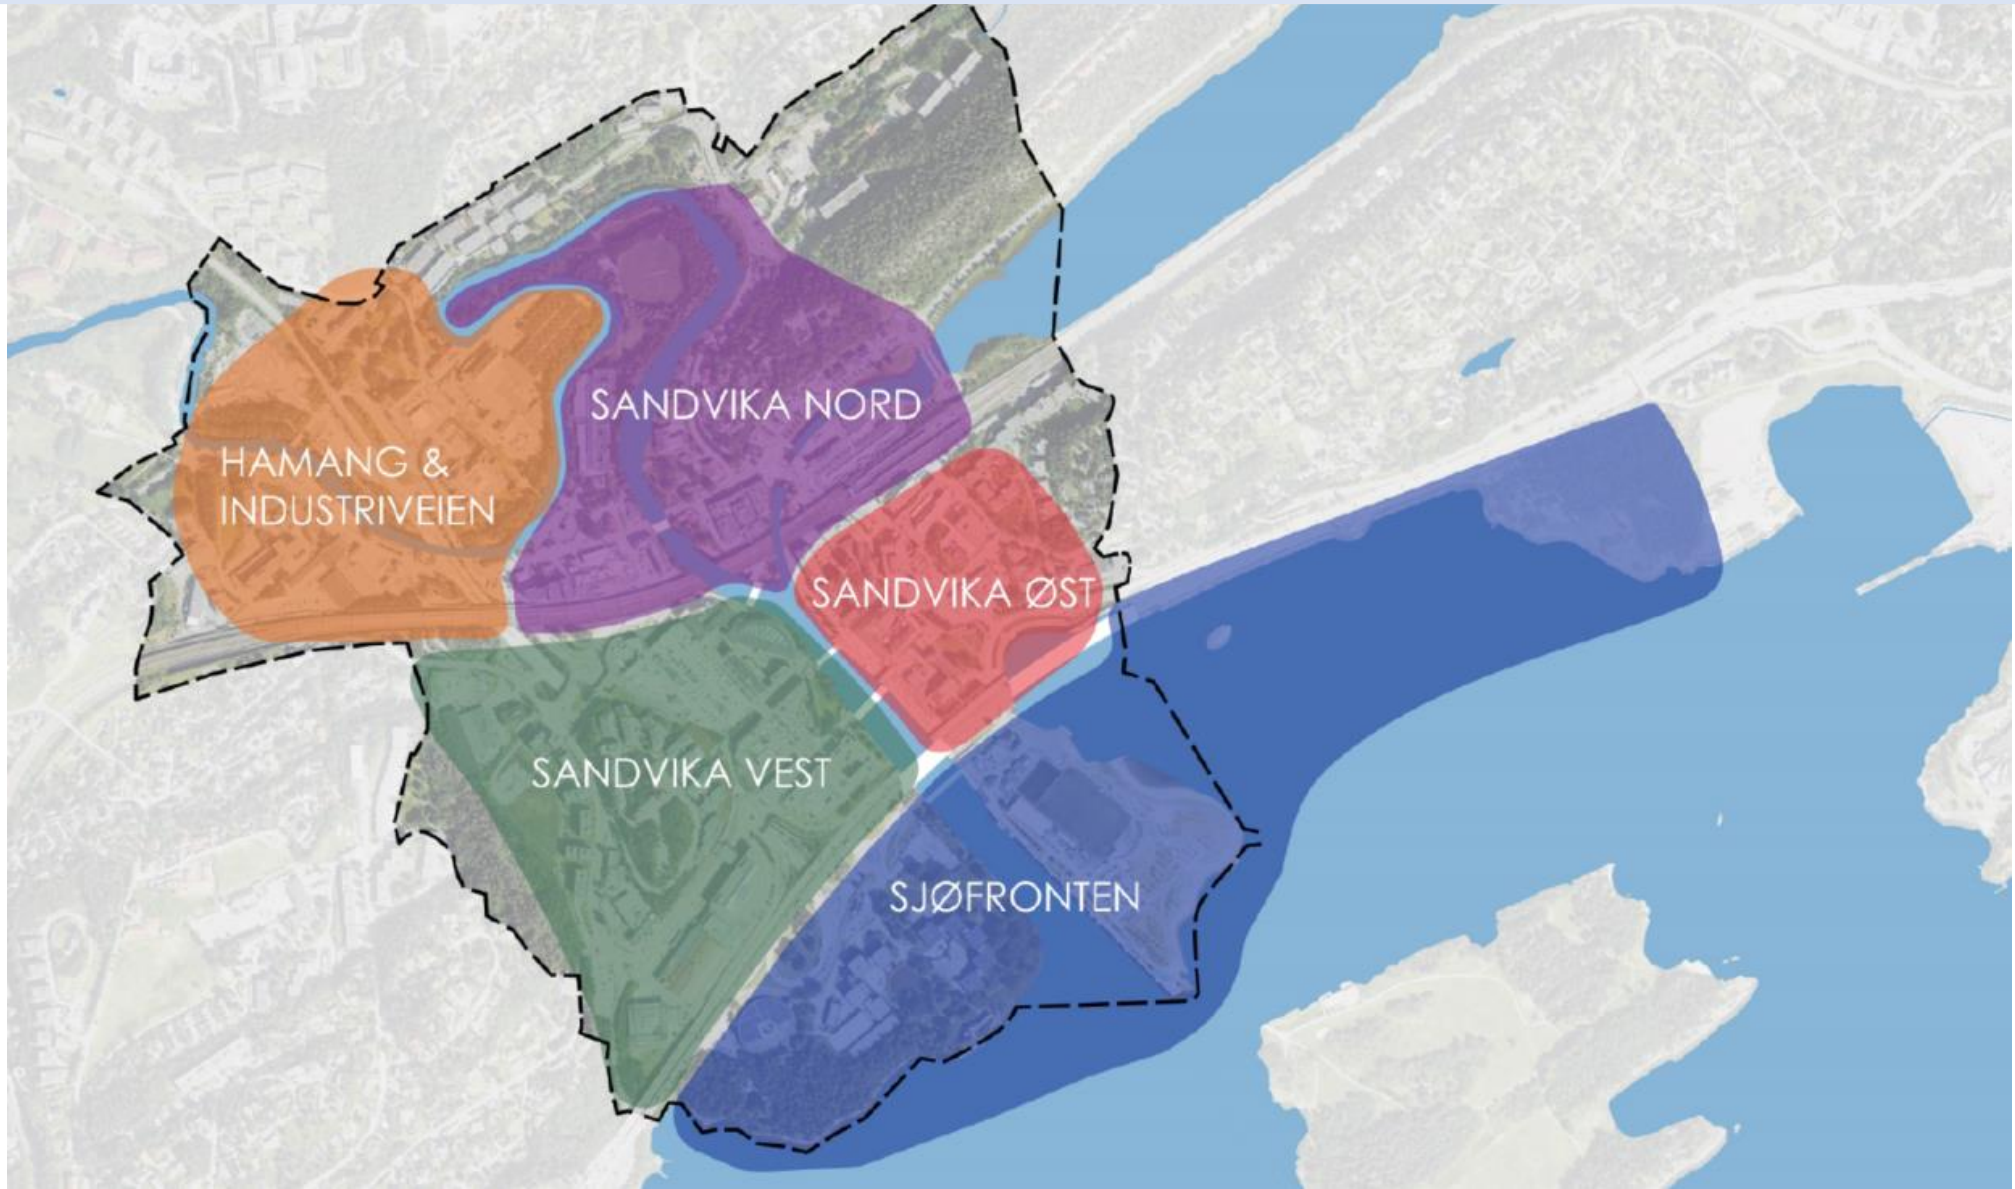 SANDVIKA NORD
HAMANG &
INDUSTRIVEIEN
SANDVIKA ØST
SANDVIKA VEST
SJØFRONTEN